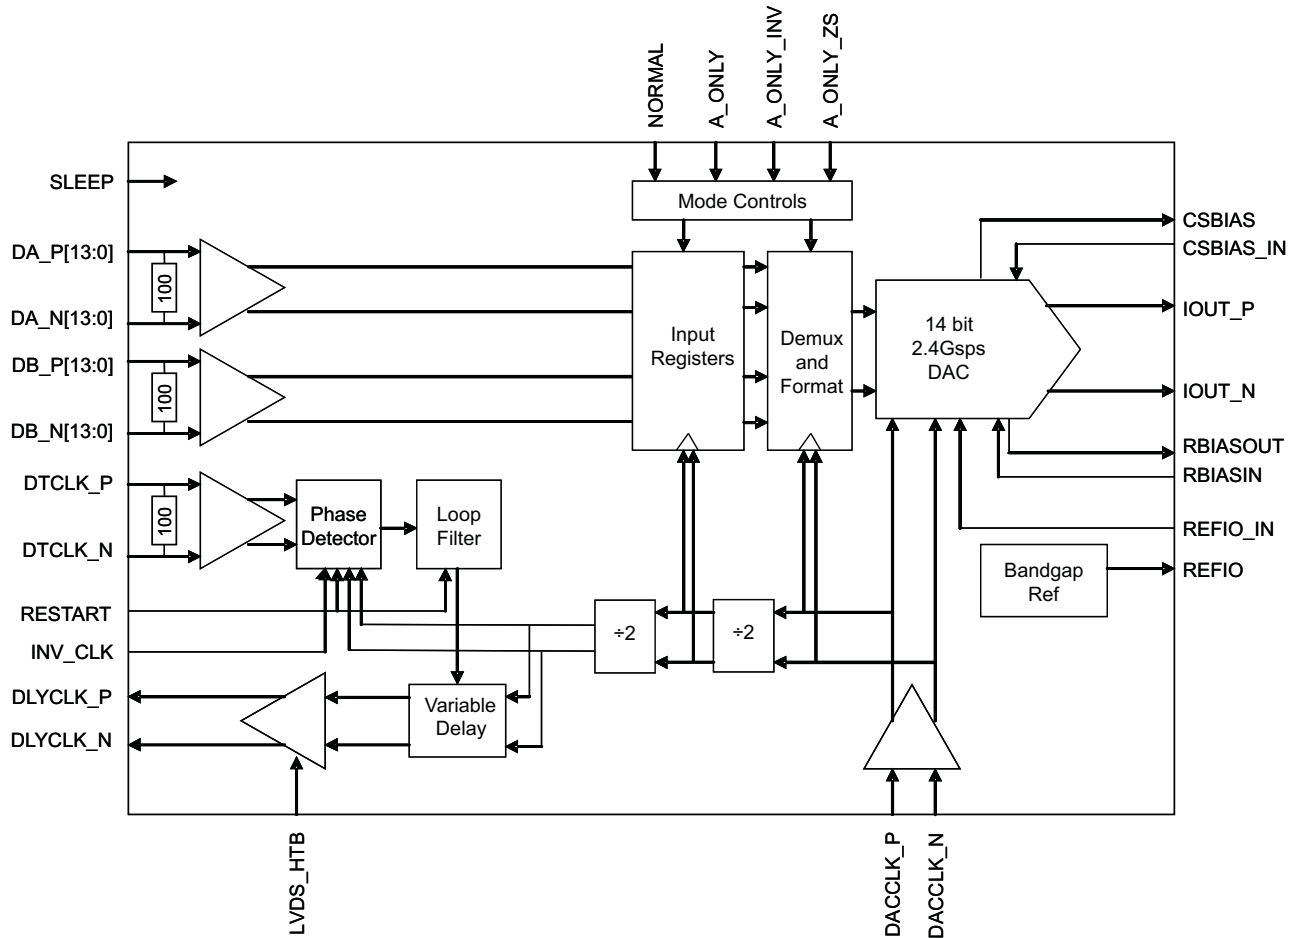 NORMAL
A_ONLY
A_ONLY_INV
A_ONLY_ZS
SLEEP
Mode Controls
DA_P[13:0]
100
DA_N[13:0]
DB_P[13:0]
100
DB_N[13:0]
DTCLK_P
100
DTCLK_N
RESTART
INV_CLK
DLYCLK_P
DLYCLK_N
Input
Registers
Demux
and
Format
14 bit
2.4Gsps
DAC
CSBIAS
CSBIAS_IN
IOUT_P
IOUT_N
RBIASOUT
RBIASIN
REFIO_IN
REFIO
Phase
Detector
Loop
Filter
Bandgap
Ref
÷2
÷2
Variable
Delay
LVDS_HTB
DACCLK_P
DACCLK_N